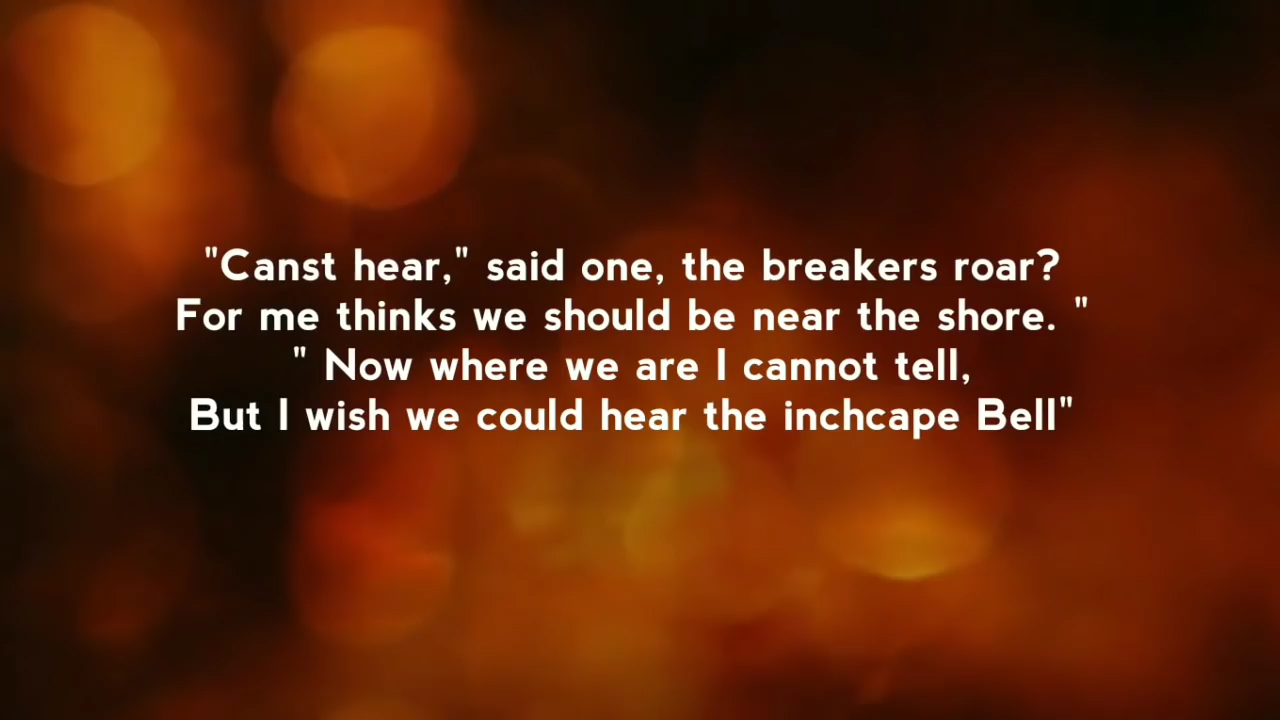 "Canst hear," said one, the breakers roar?
For me thinks we should be near the shore. "
" Now where we are I cannot tell,
But I wish we could hear the inchcape Bell"